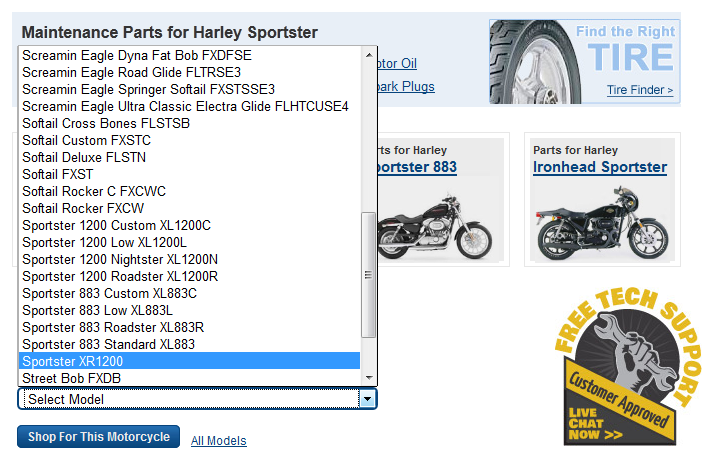 Maintenance Parts for Harley Sportster
Screamin Eagle Dyna Fat Bob FXDFSE
Screamin Eagle Road Glide FLTRSE3
Screamin Eagle Springer Softail FXSTSSE3
Screamin Eagle Ultra Classic Electra Glide FLHTCUSE4
Softail Cross Bones FLSTSB
Softail Custom FXSTC
Softail Deluxe FLSTN
Softail FXST
Softail Rocker C FXCWC
Softail Rocker FXCW
Sportster 1200 Custom XL1200C
Sportster 1200 Low XL1200L
Sportster 1200 Nightster XL1200N
Sportster 1200 Roadster XL1200R
Sportster 883 Custom XL883C
Sportster 883 Low XL883L
Sportster 883 Roadster XL883R
Sportster 883 Standard XL883
Sportster XR1200
Street Bob FXDB
Select Model
Shop For This Motorcycle
All Models
otor Oil
ark Plugs
Find the Right
TIRE
Tire Finder >
rts for Harley
portster 883
Parts for Harley
Ironhead Sportster
FREE TECH SUPPORT
Customer Approved
LIVE
CHAT
NOW >>